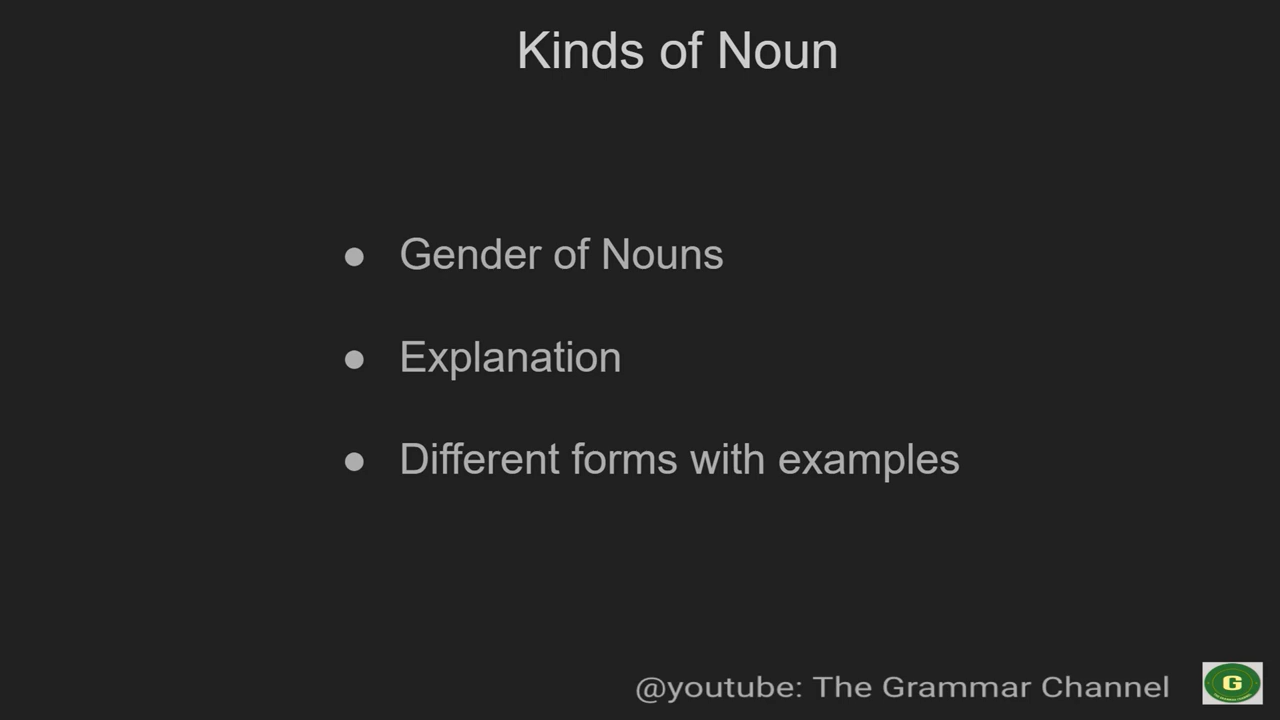 Kinds of Noun
● Gender of Nouns
● Explanation
● Different forms with examples
@youtube: The Grammar Channel
G